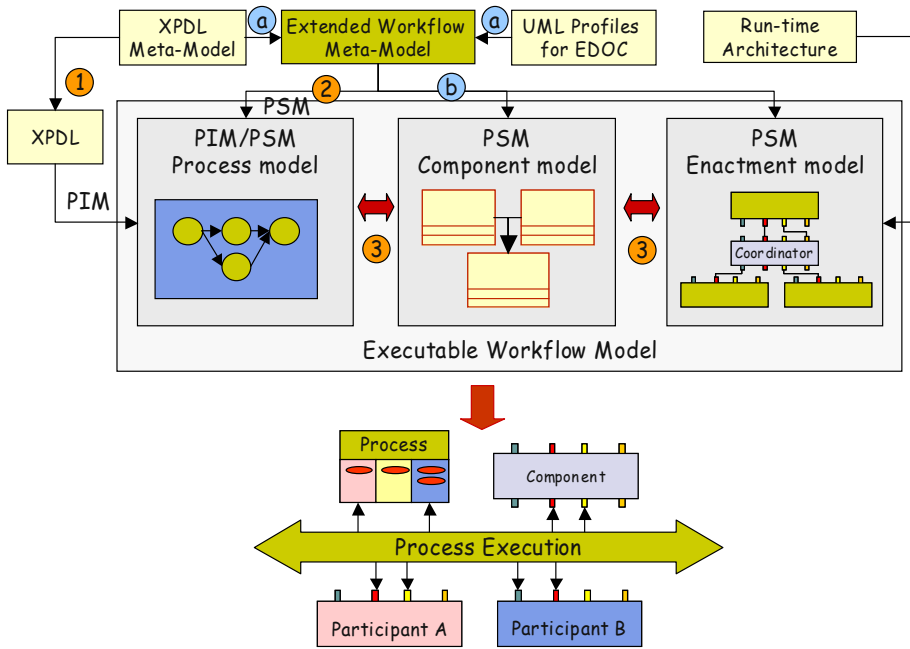 XPDL
Meta-Model
a
Extended Workflow
Meta-Model
a
UML Profiles
for EDOC
Run-time
Architecture
1
2
b
PSM
XPDL
PIM
PIM/PSM
Process model
PSM
Component model
PSM
Enactment model
3
3
Coordinator
Executable Workflow Model
Process
Component
Process Execution
Participant A
Participant B